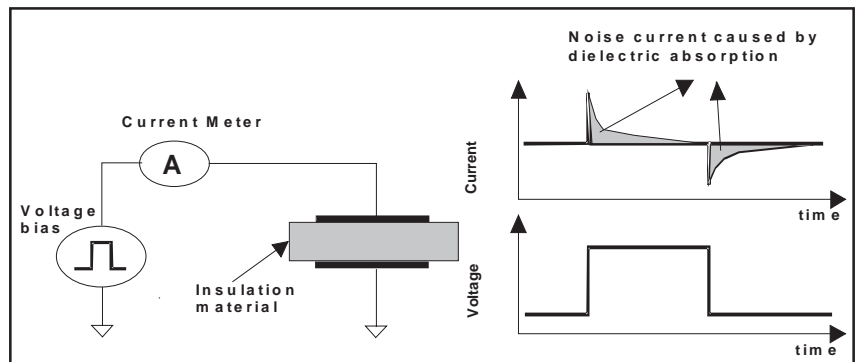 Noise current caused by
dielectric absorption
Current Meter
A
Voltage
bias
Insulation
material
Current
time
Voltage
time